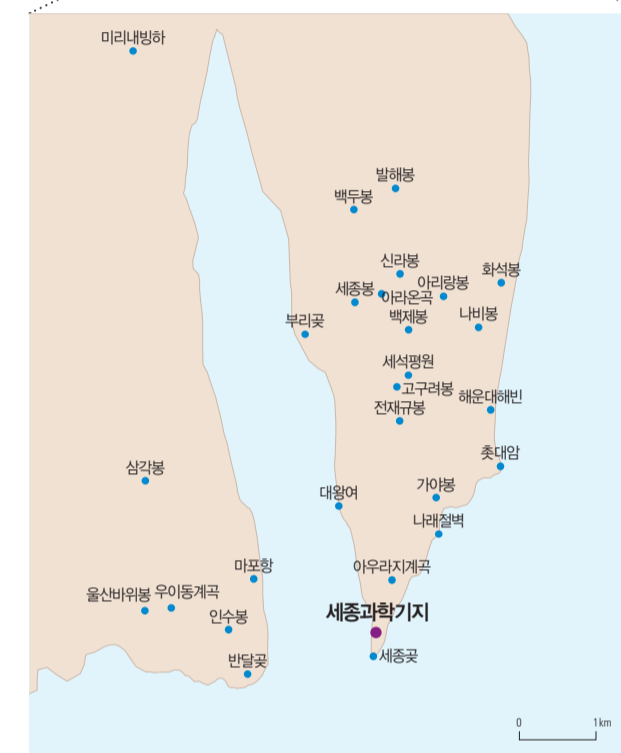 미리내빙하
발해봉
백두봉
신라봉
화석봉
아리랑봉
세종봉
아라온곡
백제봉
나비봉
부리곶
세석평원
고구려봉
해운대해빈
전재규봉
촛대암
삼각봉
가야봉
대왕여
나래절벽
마포항
아우라지계곡
울산바위봉
우이동계곡
인수봉
세종과학기지
반달곶
세종곶
0
1km